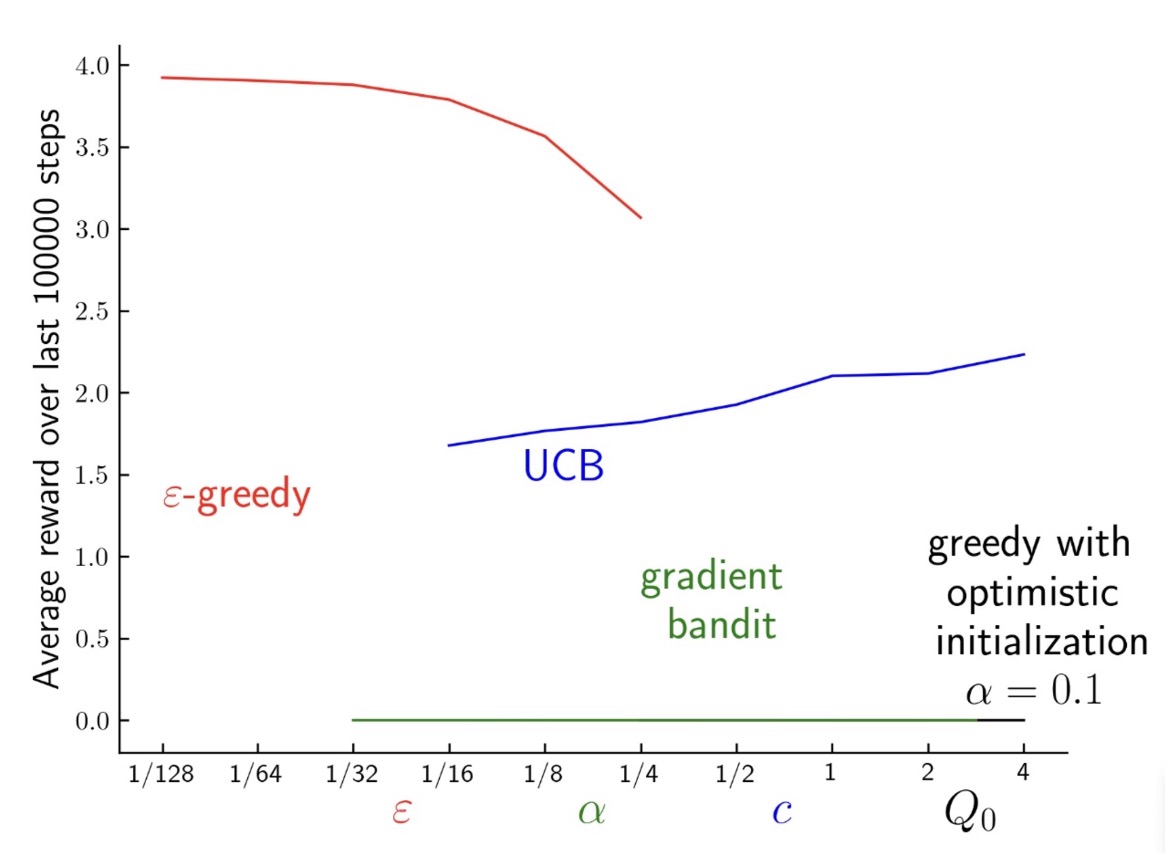 Average reward over last 100000 steps
4.0
3.5
3.0
2.5
2.0
1.5
1.0
0.5
0.0
ε-greedy
UCB
gradient
bandit
greedy with
optimistic
initialization
α = 0.1
1/128 1/64 1/32 1/16 1/8 1/4 1/2 1 2 4
ε α c Q₀